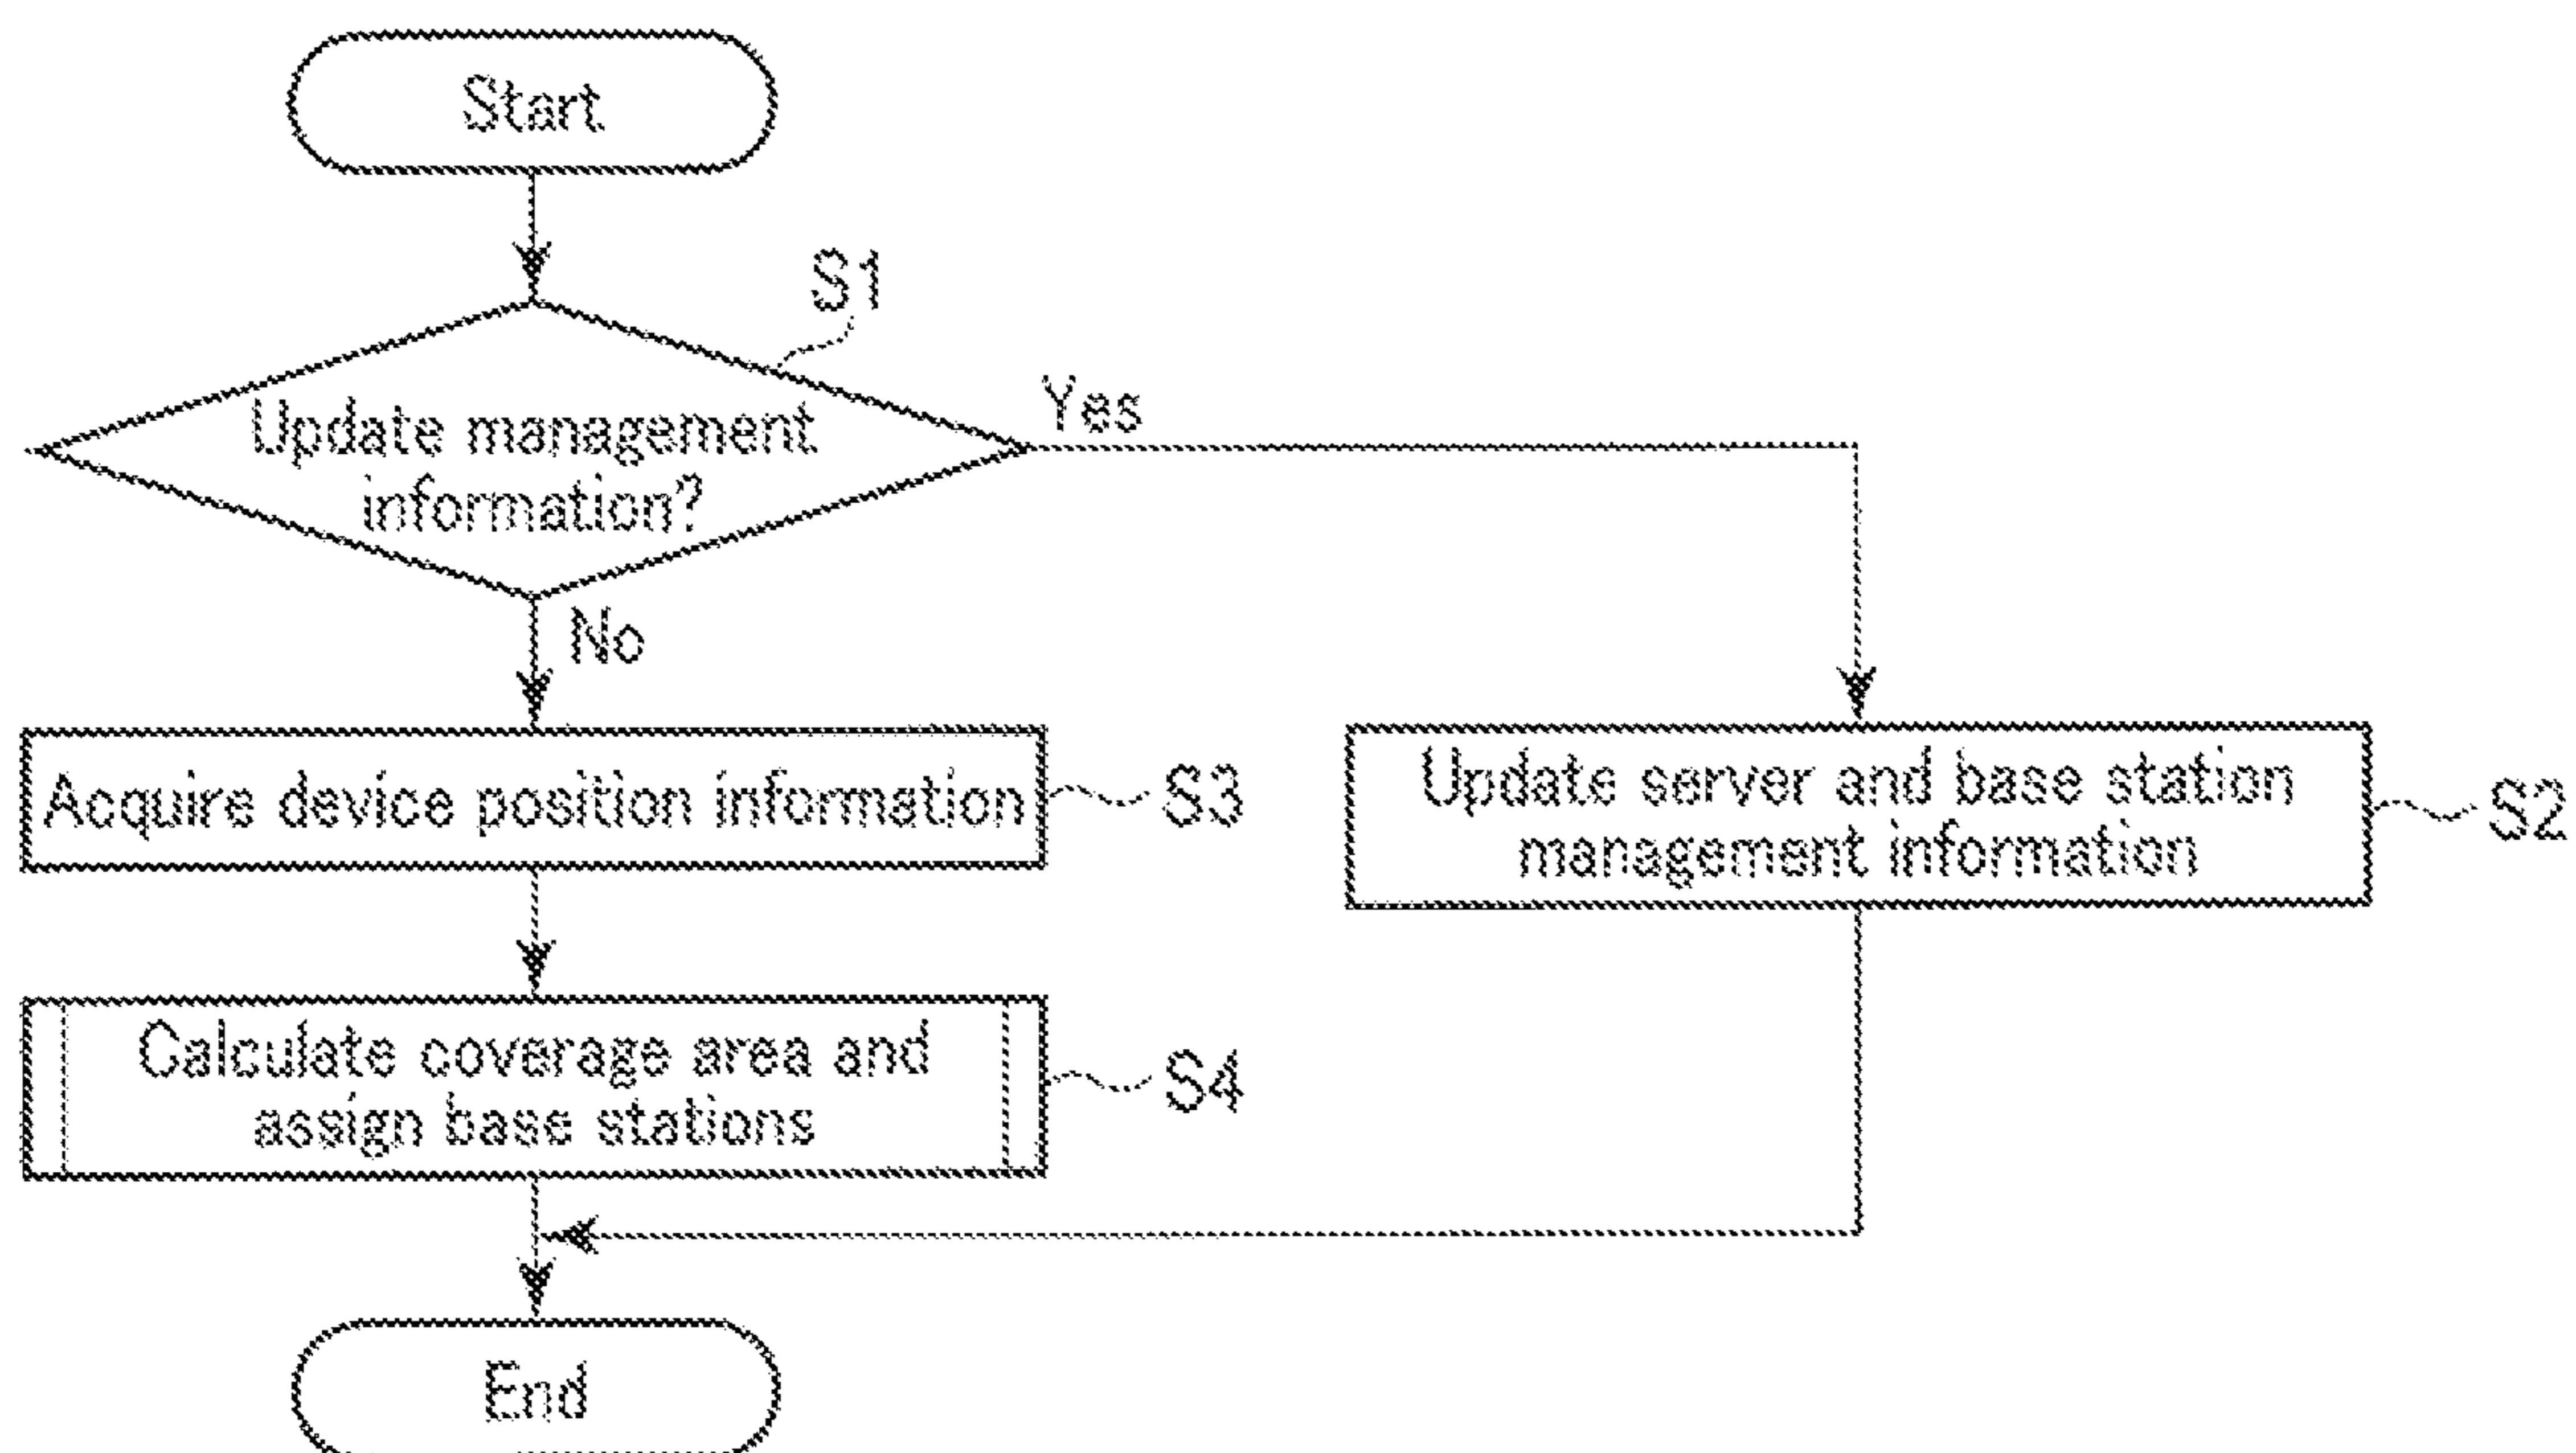 Start
S1
Update management
information?
Yes
No
Acquire device position information
S3
Update server and base station
management information
S2
Calculate coverage area and
assign base stations
S4
End